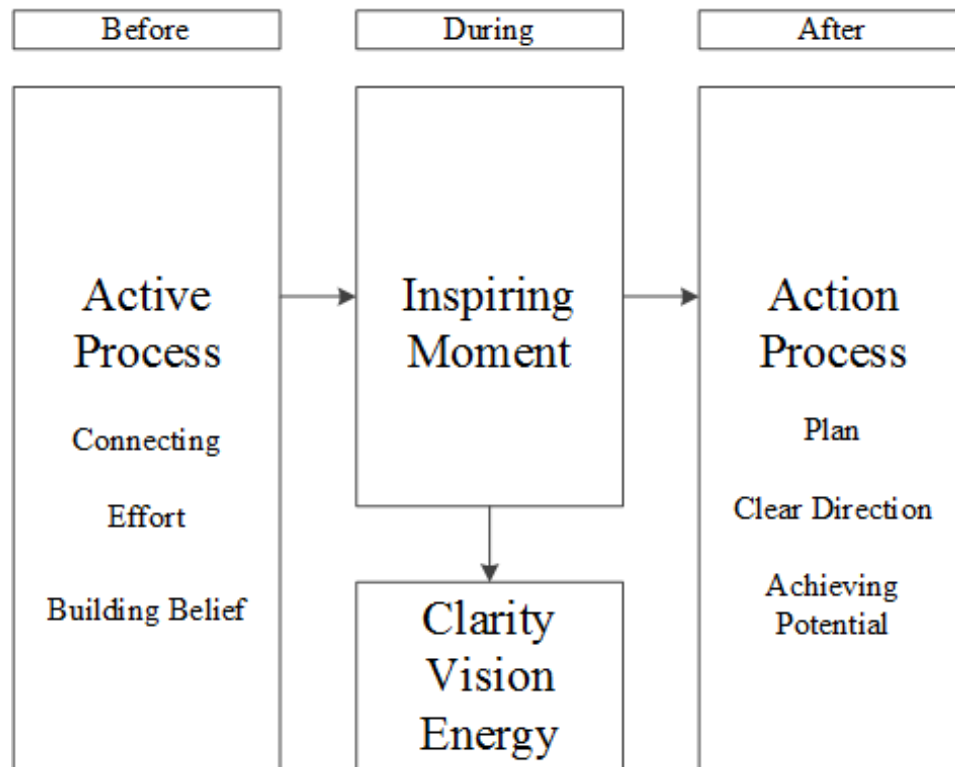 Before
During
After
Active
Process
Connecting
Effort
Building Belief
Inspiring
Moment
Clarity
Vision
Energy
Action
Process
Plan
Clear Direction
Achieving
Potential